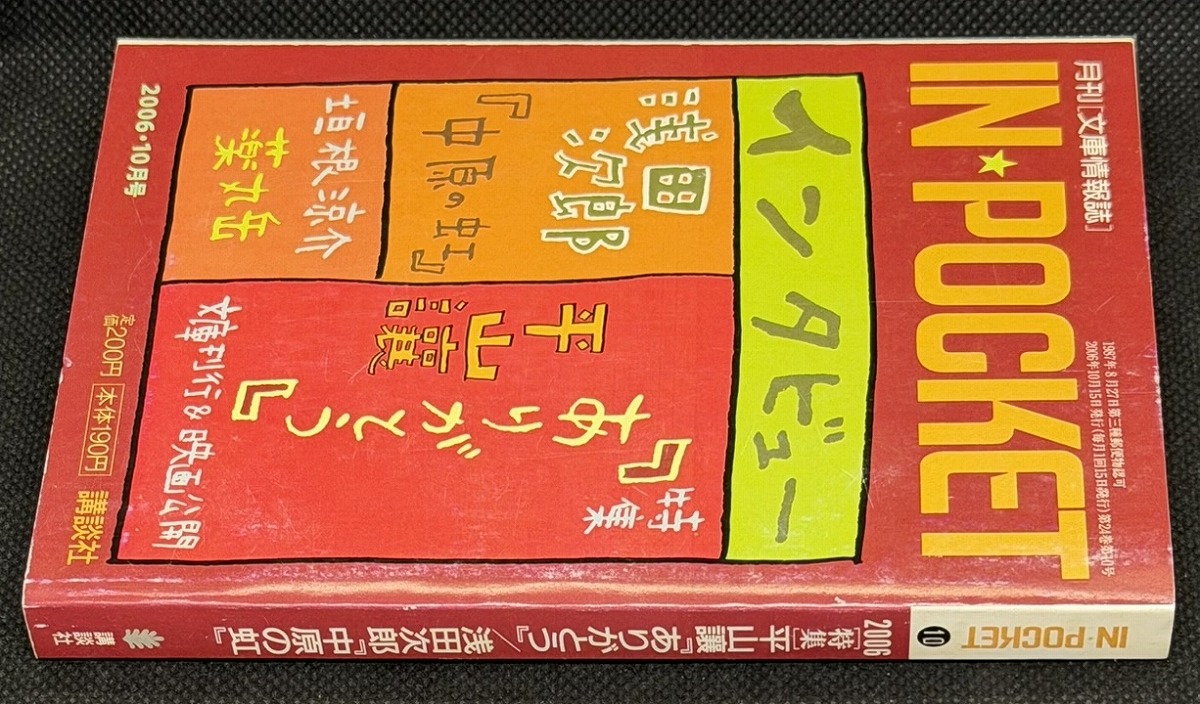 月刊[文庫情報誌]
IN★POCKET
1987年8月27日第三種郵便物認可
2006年10月15日発行(毎月1回15日発行)第24巻第10号
インタビュー
浅田次郎
『中原の虹』
垣根涼介
薬丸岳
特集
『ありがとう』
平山譲
文庫刊行&映画公開
2006・10月号
定価200円 本体190円 講談社
IN★POCKET
10
2006
[特集]平山讓『ありがとう』/浅田次郎『中原の虹』
講談社